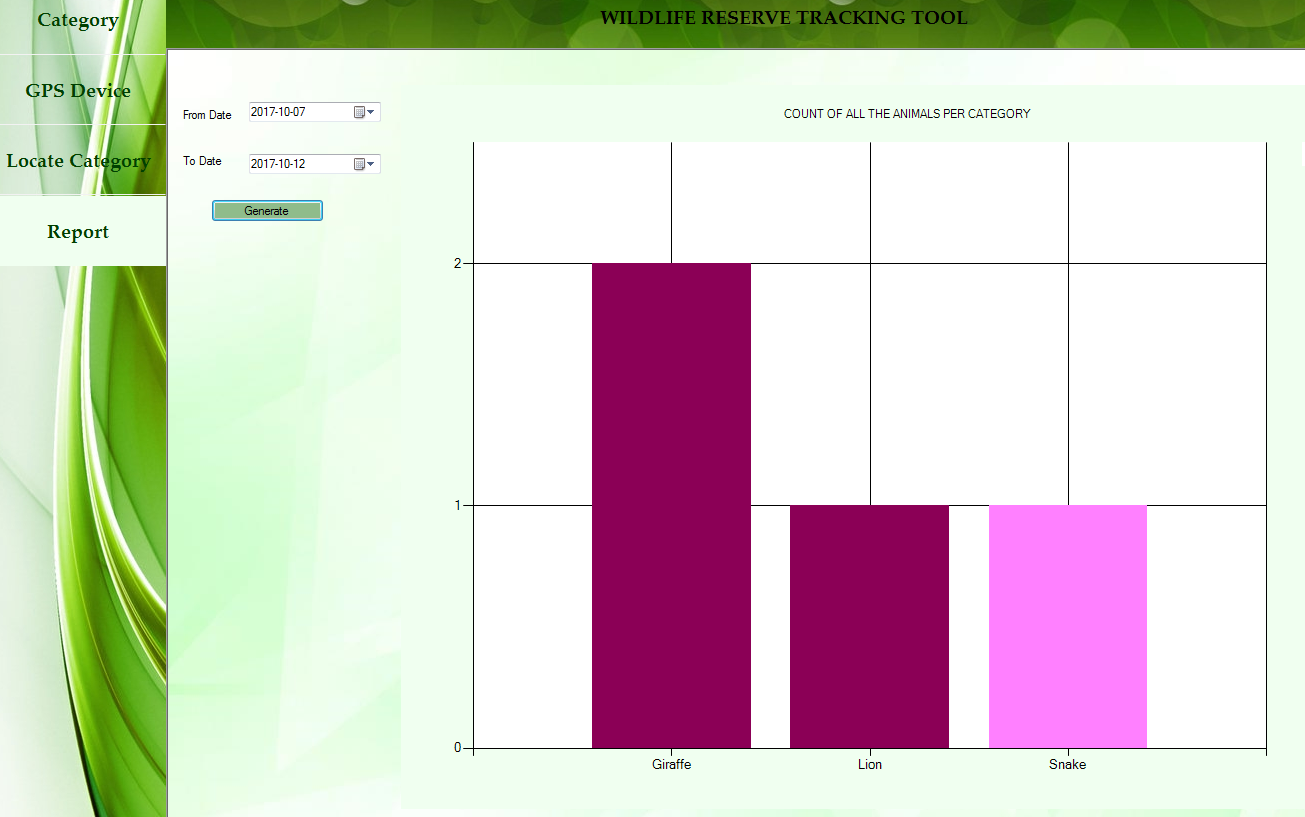 Category
GPS Device
Locate Category
Report
WILDLIFE RESERVE TRACKING TOOL
From Date 2017-10-07
To Date 2017-10-12
Generate
COUNT OF ALL THE ANIMALS PER CATEGORY
2
1
0
Giraffe Lion Snake